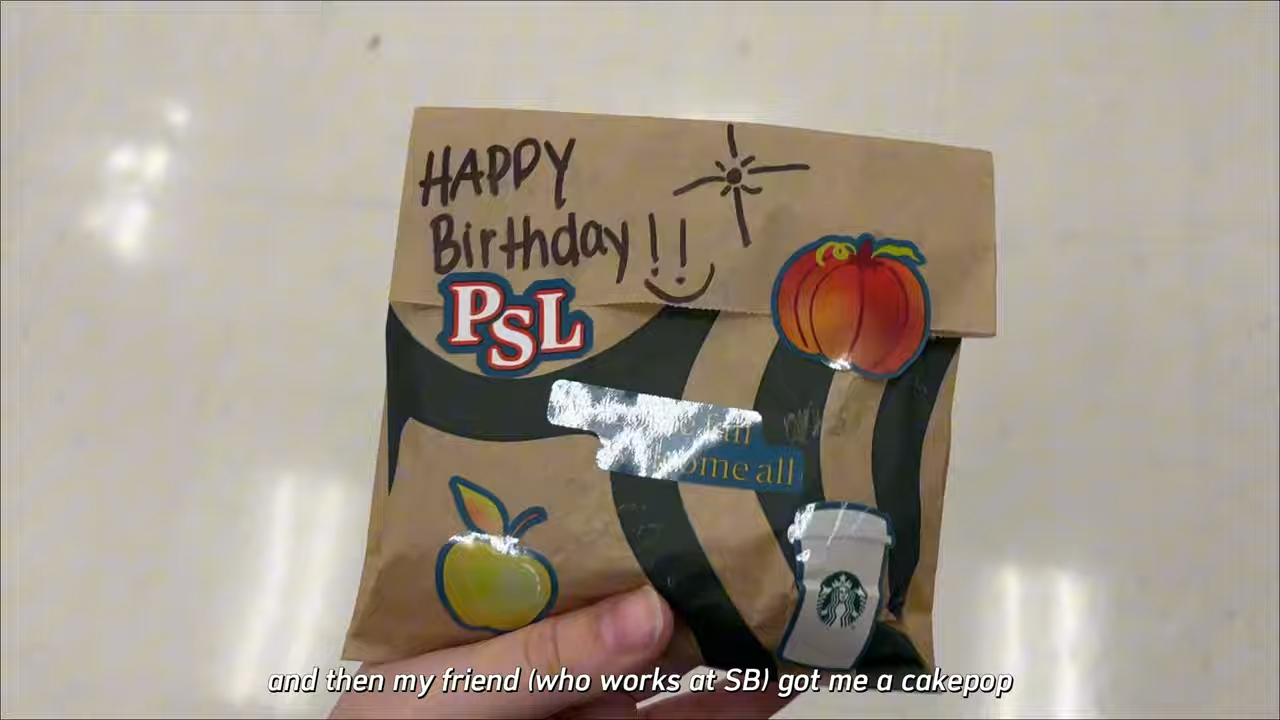 HAPPY
Birthday!!
PSL
ome all
and then my friend (who works at SB) got me a cakepop